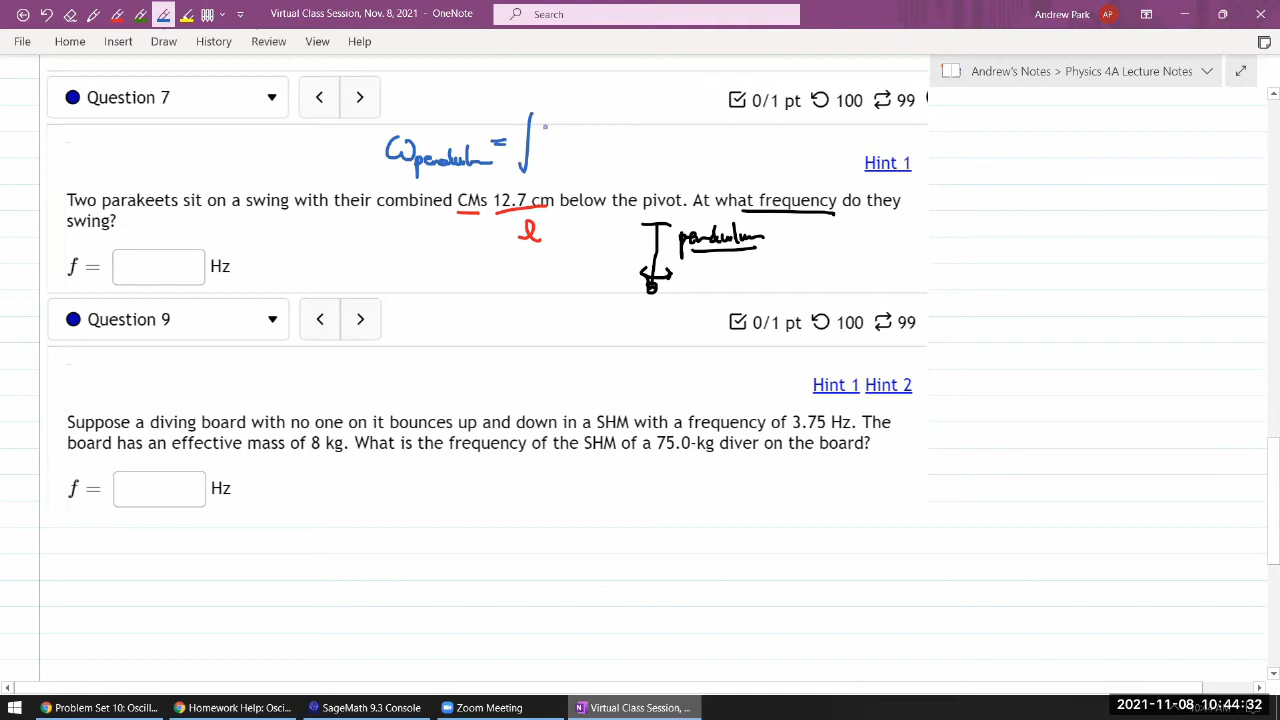 Virtual Class Session, Nov. 8, 2021 - OneNote
Search
Andrew Park AP
File Home Insert Draw History Review View Help
Andrew's Notes > Physics 4A Lecture Notes
Question 7
0/1 pt 100 99
ω pendulum =
Hint 1
Two parakeets sit on a swing with their combined CMs 12.7 cm below the pivot. At what frequency do they
swing?
l
pendulum
f = Hz
Question 9
0/1 pt 100 99
Hint 1 Hint 2
Suppose a diving board with no one on it bounces up and down in a SHM with a frequency of 3.75 Hz. The
board has an effective mass of 8 kg. What is the frequency of the SHM of a 75.0-kg diver on the board?
f = Hz
Problem Set 10: Oscill... Homework Help: Osci... SageMath 9.3 Console Zoom Meeting Virtual Class Session, ...
2021-11-08 10:44:32